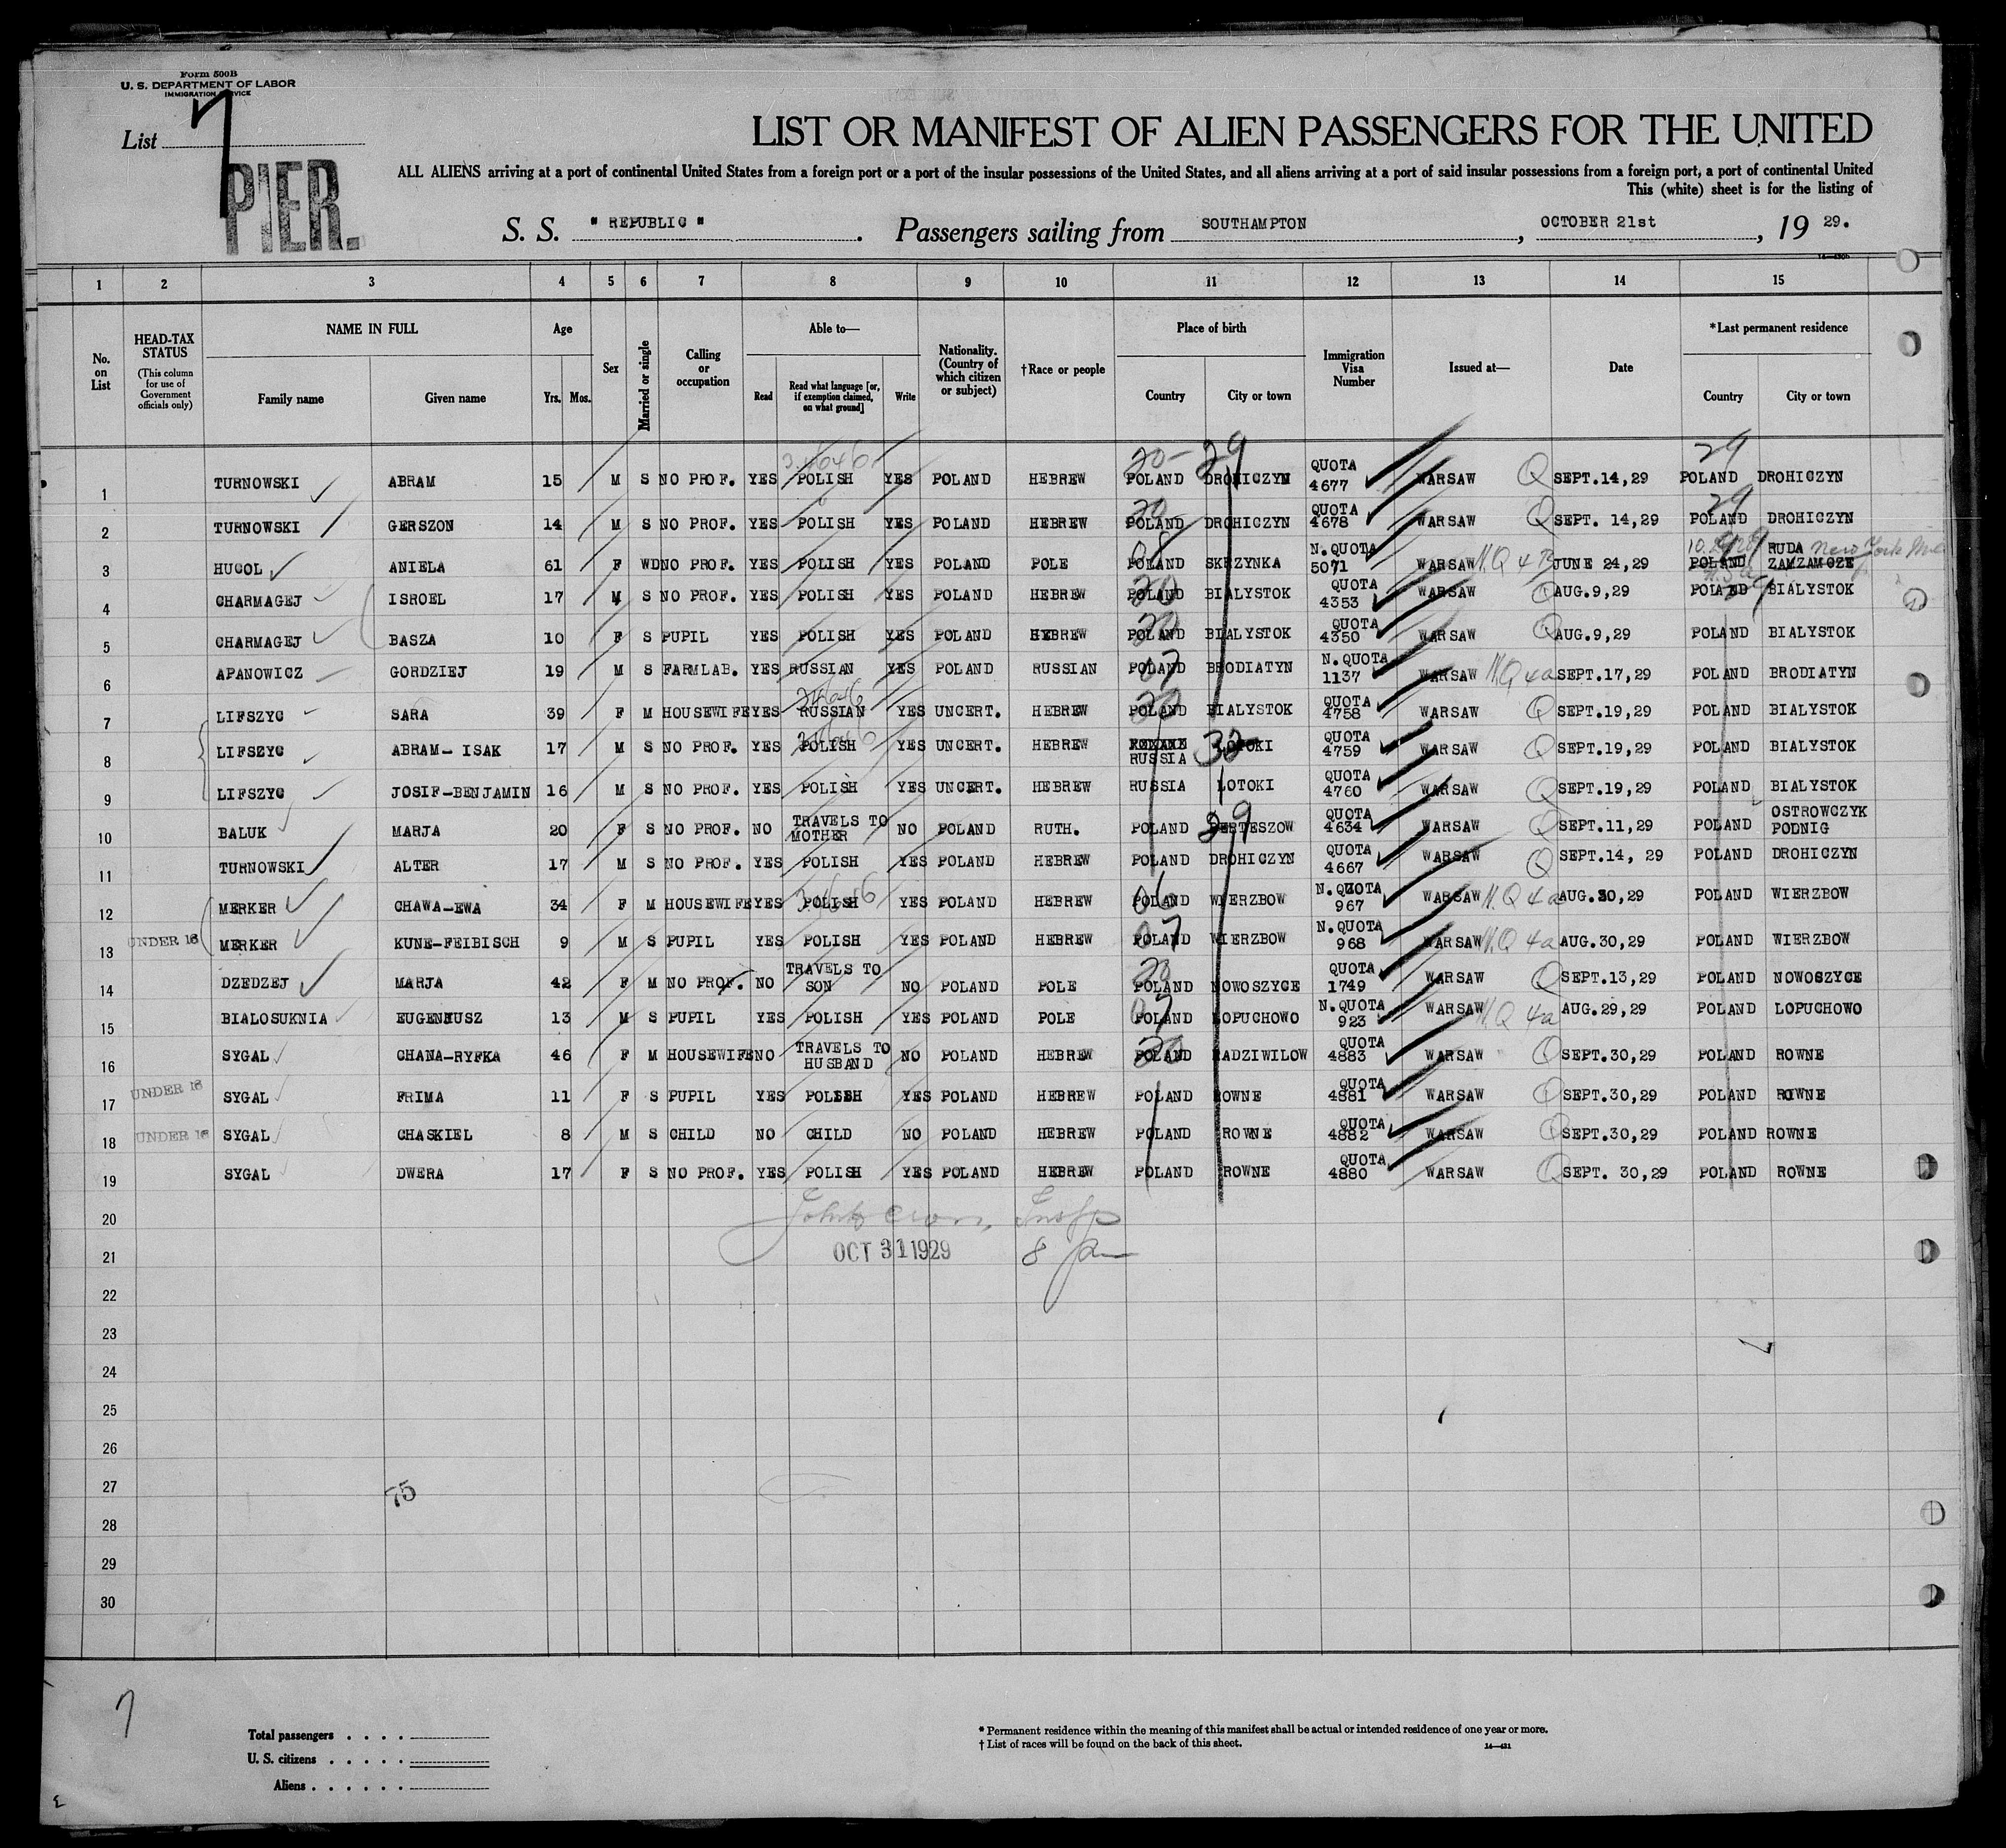 Form 500B
U. S. DEPARTMENT OF LABOR
IMMIGRATION SERVICE
List 7
PIER.
LIST OR MANIFEST OF ALIEN PASSENGERS FOR THE UNITED
ALL ALIENS arriving at a port of continental United States from a foreign port or a port of the insular possessions of the United States, and all aliens arriving at a port of said insular possessions from a foreign port, a port of continental United
This (white) sheet is for the listing of
S. S. " REPUBLIC " . Passengers sailing from SOUTHAMPTON , OCTOBER 21st , 19 29.
1 2 3 4 5 6 7 8 9 10 11 12 13 14 15
No. on List
HEAD-TAX STATUS (This column for use of Government officials only)
NAME IN FULL Family name Given name
Age Yrs. Mos.
Sex
Married or single
Calling or occupation
Able to— Read Read what language [or, if exemption claimed, on what ground] Write
Nationality. (Country of which citizen or subject)
†Race or people
Place of birth Country City or town
Immigration Visa Number
Issued at—
Date
*Last permanent residence Country City or town
1 TURNOWSKI ABRAM 15 M S NO PROF. YES POLISH YES POLAND HEBREW POLAND DROHICZYN QUOTA 4677 WARSAW Q SEPT.14,29 POLAND DROHICZYN
2 TURNOWSKI GERSZON 14 M S NO PROF. YES POLISH YES POLAND HEBREW POLAND DROHICZYN QUOTA 4678 WARSAW Q SEPT. 14,29 POLAND DROHICZYN
3 HUGOL ANIELA 61 F WD NO PROF. YES POLISH YES POLAND POLE POLAND SKRZYNKA N. QUOTA 5071 WARSAW N.Q 4 B JUNE 24,29 POLAND RUDA ZAMZAMCZE New York
4 CHARMAGEJ ISROEL 17 M S NO PROF. YES POLISH YES POLAND HEBREW POLAND BIALYSTOK QUOTA 4353 WARSAW Q AUG.9,29 POLAND BIALYSTOK
5 CHARMAGEJ BASZA 10 F S PUPIL YES POLISH YES POLAND HEBREW POLAND BIALYSTOK QUOTA 4350 WARSAW Q AUG.9,29 POLAND BIALYSTOK
6 APANOWICZ GORDZIEJ 19 M S FARMLAB. YES RUSSIAN YES POLAND RUSSIAN POLAND BRODIATYN N. QUOTA 1137 WARSAW N.Q 4a SEPT.17,29 POLAND BRODIATYN
7 LIFSZYC SARA 39 F M HOUSEWIFE YES RUSSIAN YES UNCERT. HEBREW POLAND BIALYSTOK QUOTA 4758 WARSAW Q SEPT.19,29 POLAND BIALYSTOK
8 LIFSZYC ABRAM- ISAK 17 M S NO PROF. YES POLISH YES UNCERT. HEBREW RUSSIA LOTOKI QUOTA 4759 WARSAW Q SEPT.19,29 POLAND BIALYSTOK
9 LIFSZYC JOSIF-BENJAMIN 16 M S NO PROF. YES POLISH YES UNCERT. HEBREW RUSSIA LOTOKI QUOTA 4760 WARSAW Q SEPT.19,29 POLAND BIALYSTOK
10 BALUK MARJA 20 F S NO PROF. NO TRAVELS TO MOTHER NO POLAND RUTH. POLAND BERTESZOW QUOTA 4634 WARSAW Q SEPT.11,29 POLAND OSTROWCZYK PODNIG
11 TURNOWSKI ALTER 17 M S NO PROF. YES POLISH YES POLAND HEBREW POLAND DROHICZYN QUOTA 4667 WARSAW Q SEPT.14, 29 POLAND DROHICZYN
12 MERKER CHAWA-EWA 34 F M HOUSEWIFE YES POLISH YES POLAND HEBREW POLAND WIERZBOW N. QUOTA 967 WARSAW N.Q 4a AUG.30,29 POLAND WIERZBOW
13 UNDER 16 MERKER KUNE-FEIBISCH 9 M S PUPIL YES POLISH YES POLAND HEBREW POLAND WIERZBOW N.QUOTA 968 WARSAW N.Q 4a AUG.30,29 POLAND WIERZBOW
14 DZEDZEJ MARJA 42 F M NO PROF. NO TRAVELS TO SON NO POLAND POLE POLAND NOWOSZYCE QUOTA 1749 WARSAW Q SEPT.13,29 POLAND NOWOSZYCE
15 BIALOSUKNIA EUGENIUSZ 13 M S PUPIL YES POLISH YES POLAND POLE POLAND LOPUCHOWO N.QUOTA 923 WARSAW N.Q 4a AUG.29,29 POLAND LOPUCHOWO
16 SYGAL CHANA-RYFKA 46 F M HOUSEWIFE NO TRAVELS TO HUSBAND NO POLAND HEBREW POLAND RADZIWILOW QUOTA 4883 WARSAW Q SEPT.30,29 POLAND ROWNE
17 UNDER 16 SYGAL FRIMA 11 F S PUPIL YES POLISH YES POLAND HEBREW POLAND ROWNE QUOTA 4881 WARSAW Q SEPT.30,29 POLAND ROWNE
18 UNDER 16 SYGAL CHASKIEL 8 M S CHILD NO CHILD NO POLAND HEBREW POLAND ROWNE QUOTA 4882 WARSAW Q SEPT.30,29 POLAND ROWNE
19 SYGAL DWERA 17 F S NO PROF. YES POLISH YES POLAND HEBREW POLAND ROWNE QUOTA 4880 WARSAW Q SEPT. 30,29 POLAND ROWNE
20
21 OCT 31 1929 8
22
23
24
25
26
27
75
28
29
30
7
Total passengers . . . .
U. S. citizens . . . . .
Aliens . . . . . .
* Permanent residence within the meaning of this manifest shall be actual or intended residence of one year or more.
† List of races will be found on the back of this sheet.
14—431